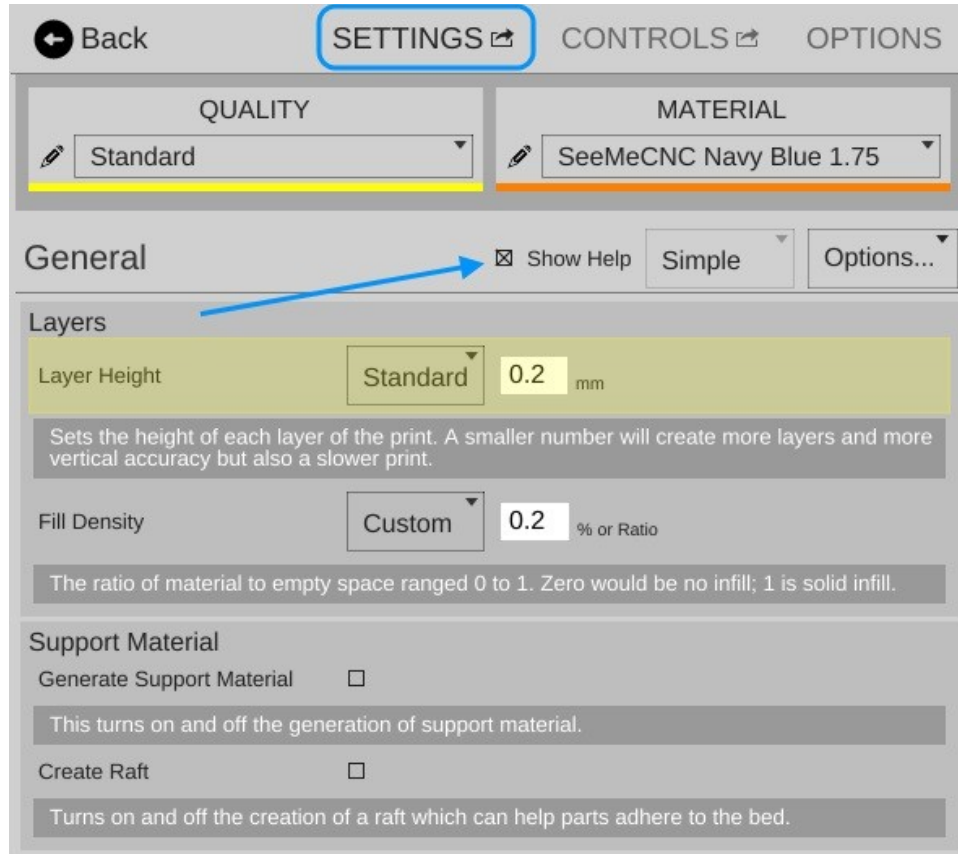 Back SETTINGS CONTROLS OPTIONS
QUALITY MATERIAL
Standard SeeMeCNC Navy Blue 1.75
General Show Help Simple Options...
Layers
Layer Height Standard 0.2 mm
Sets the height of each layer of the print. A smaller number will create more layers and more
vertical accuracy but also a slower print.
Fill Density Custom 0.2 % or Ratio
The ratio of material to empty space ranged 0 to 1. Zero would be no infill; 1 is solid infill.
Support Material
Generate Support Material
This turns on and off the generation of support material.
Create Raft
Turns on and off the creation of a raft which can help parts adhere to the bed.